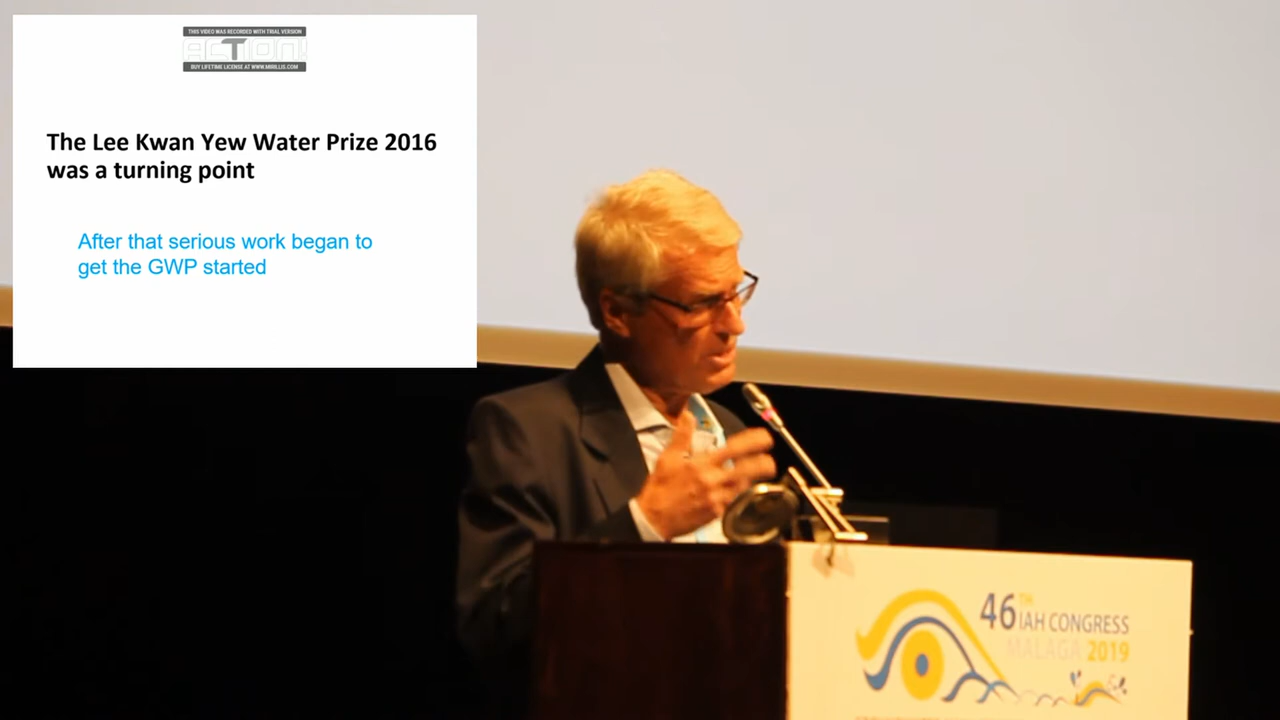 THIS VIDEO WAS RECORDED WITH TRIAL VERSION
ACTION!
BUY LIFETIME LICENSE AT WWW.MIRILLIS.COM
The Lee Kwan Yew Water Prize 2016
was a turning point
After that serious work began to
get the GWP started
46TH
IAH CONGRESS
MALAGA 2019